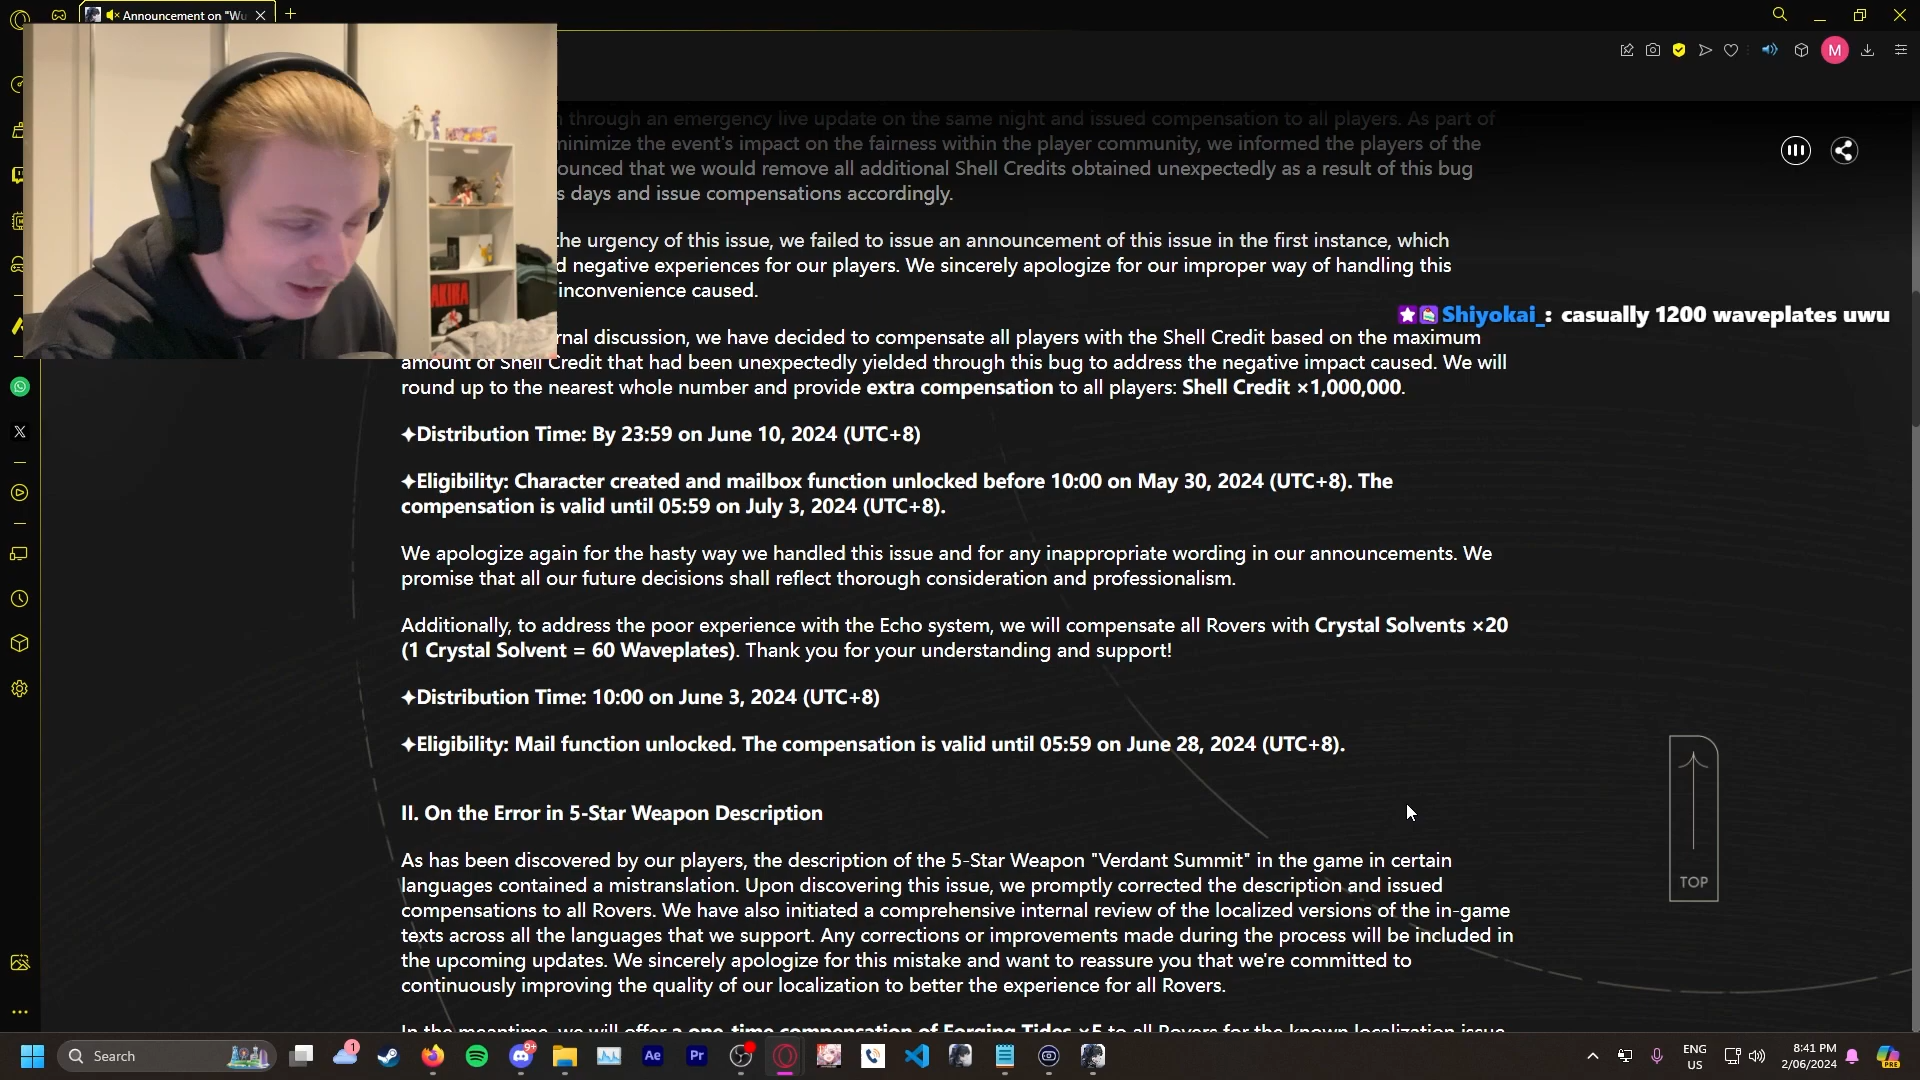 Announcement on "Wu
M
through an emergency live update on the same night and issued compensation to all players. As part of
minimize the event's impact on the fairness within the player community, we informed the players of the
ounced that we would remove all additional Shell Credits obtained unexpectedly as a result of this bug
s days and issue compensations accordingly.
the urgency of this issue, we failed to issue an announcement of this issue in the first instance, which
d negative experiences for our players. We sincerely apologize for our improper way of handling this
inconvenience caused.
Shiyokai_: casually 1200 waveplates uwu
AKIRA
rnal discussion, we have decided to compensate all players with the Shell Credit based on the maximum
amount of Shell Credit that had been unexpectedly yielded through this bug to address the negative impact caused. We will
round up to the nearest whole number and provide extra compensation to all players: Shell Credit ×1,000,000.
✦Distribution Time: By 23:59 on June 10, 2024 (UTC+8)
✦Eligibility: Character created and mailbox function unlocked before 10:00 on May 30, 2024 (UTC+8). The
compensation is valid until 05:59 on July 3, 2024 (UTC+8).
We apologize again for the hasty way we handled this issue and for any inappropriate wording in our announcements. We
promise that all our future decisions shall reflect thorough consideration and professionalism.
Additionally, to address the poor experience with the Echo system, we will compensate all Rovers with Crystal Solvents ×20
(1 Crystal Solvent = 60 Waveplates). Thank you for your understanding and support!
✦Distribution Time: 10:00 on June 3, 2024 (UTC+8)
✦Eligibility: Mail function unlocked. The compensation is valid until 05:59 on June 28, 2024 (UTC+8).
II. On the Error in 5-Star Weapon Description
As has been discovered by our players, the description of the 5-Star Weapon "Verdant Summit" in the game in certain
languages contained a mistranslation. Upon discovering this issue, we promptly corrected the description and issued
compensations to all Rovers. We have also initiated a comprehensive internal review of the localized versions of the in-game
texts across all the languages that we support. Any corrections or improvements made during the process will be included in
the upcoming updates. We sincerely apologize for this mistake and want to reassure you that we're committed to
continuously improving the quality of our localization to better the experience for all Rovers.
In the meantime, we will offer a one-time compensation of Forging Tides ×5 to all Rovers for the known localization issue
TOP
Search
1
9+
Ae
Pr
ENG
US
8:41 PM
2/06/2024
PRE